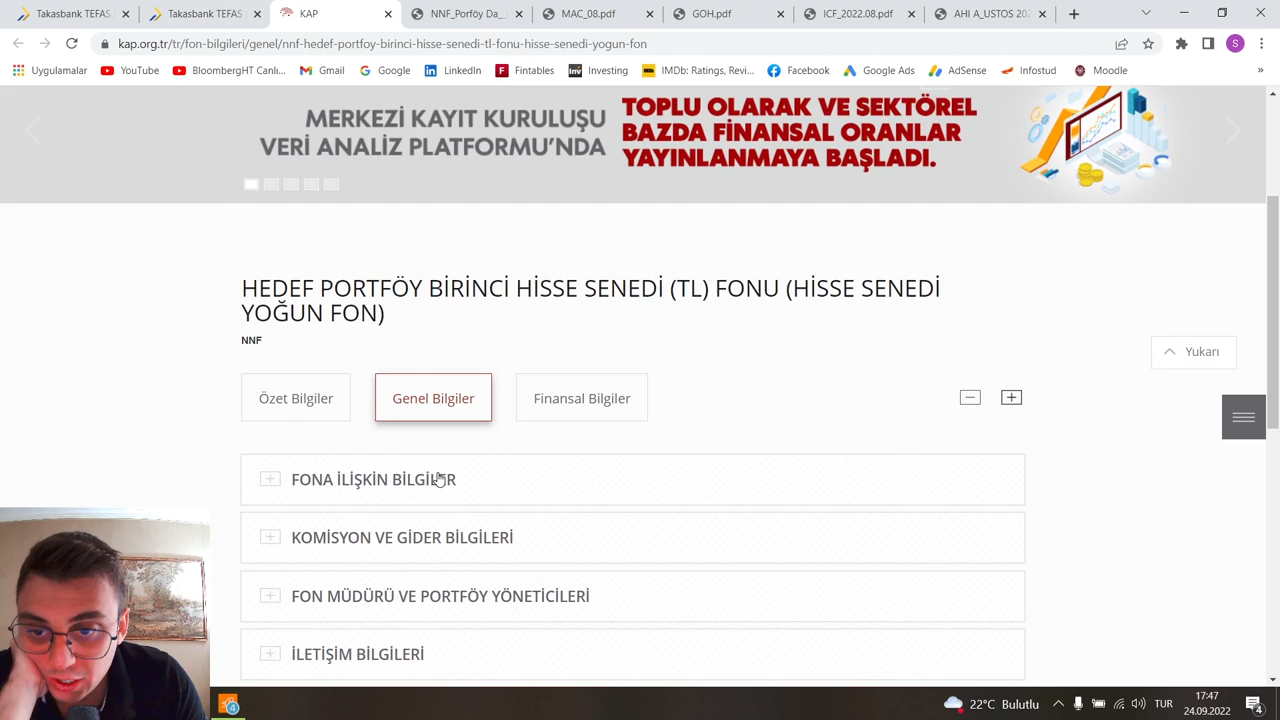 Takasbank TEFAS
Takasbank TEFAS
KAP
NNF_Porföy Da_
MAC_08.pdf
GOH.pdf
ICF_2022.08.pdf
AHI A_USTOS 202
kap.org.tr/tr/fon-bilgileri/genel/nnf-hedef-portfoy-birinci-hisse-senedi-tl-fonu-hisse-senedi-yogun-fon
S
Uygulamalar
YouTube
BloombergHT Canlı...
Gmail
Google
LinkedIn
Fintables
Investing
IMDb: Ratings, Revi...
Facebook
Google Ads
AdSense
Infostud
Moodle
»
MERKEZİ KAYIT KURULUŞU
VERİ ANALİZ PLATFORMU'NDA
TOPLU OLARAK VE SEKTÖREL
BAZDA FİNANSAL ORANLAR
YAYINLANMAYA BAŞLADI.
HEDEF PORTFÖY BİRİNCİ HİSSE SENEDİ (TL) FONU (HİSSE SENEDİ
YOĞUN FON)
NNF
Yukarı
Özet Bilgiler
Genel Bilgiler
Finansal Bilgiler
FONA İLİŞKİN BİLGİLER
KOMİSYON VE GİDER BİLGİLERİ
FON MÜDÜRÜ VE PORTFÖY YÖNETİCİLERİ
İLETİŞİM BİLGİLERİ
4
22°C Bulutlu
TUR
17:47
24.09.2022
4